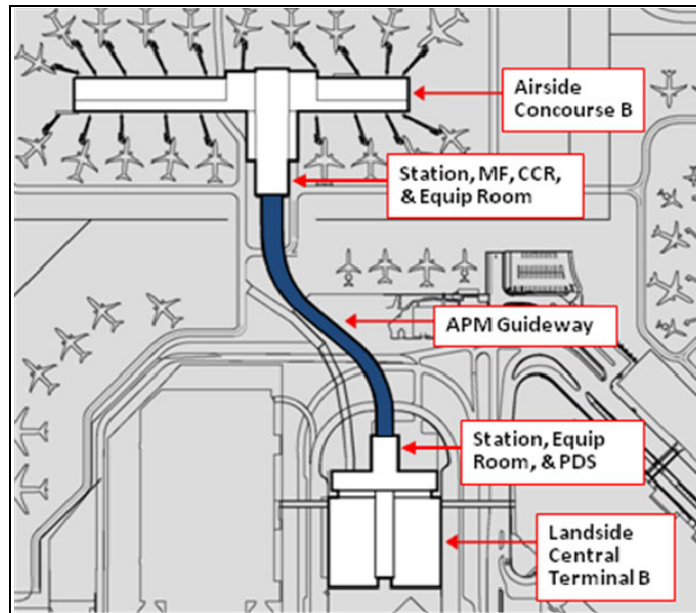 Airside
Concourse B
Station, MF, CCR,
& Equip Room
APM Guideway
Station, Equip
Room, & PDS
Landside
Central
Terminal B